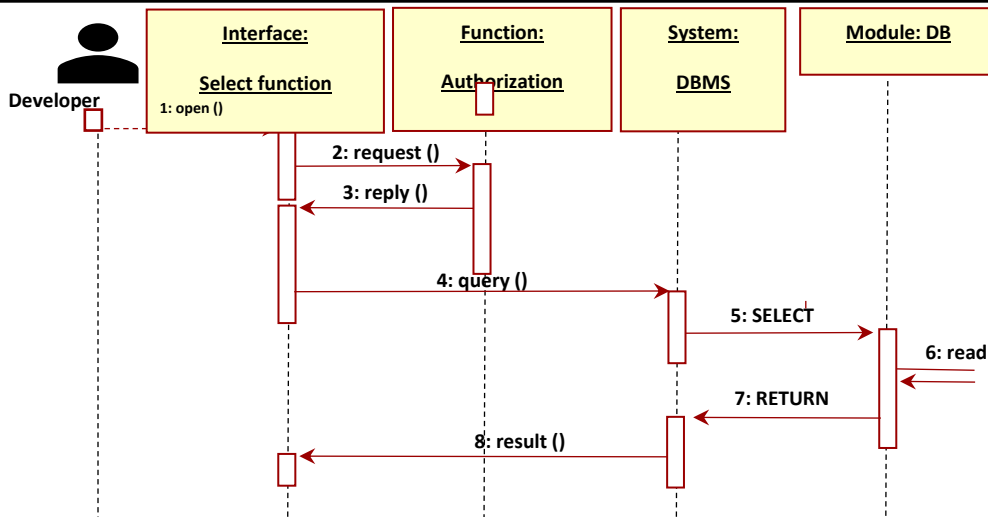 Interface:
Select function
Function:
Authorization
System:
DBMS
Module: DB
Developer
1: open ()
2: request ()
3: reply ()
4: query ()
5: SELECT
6: read
7: RETURN
8: result ()